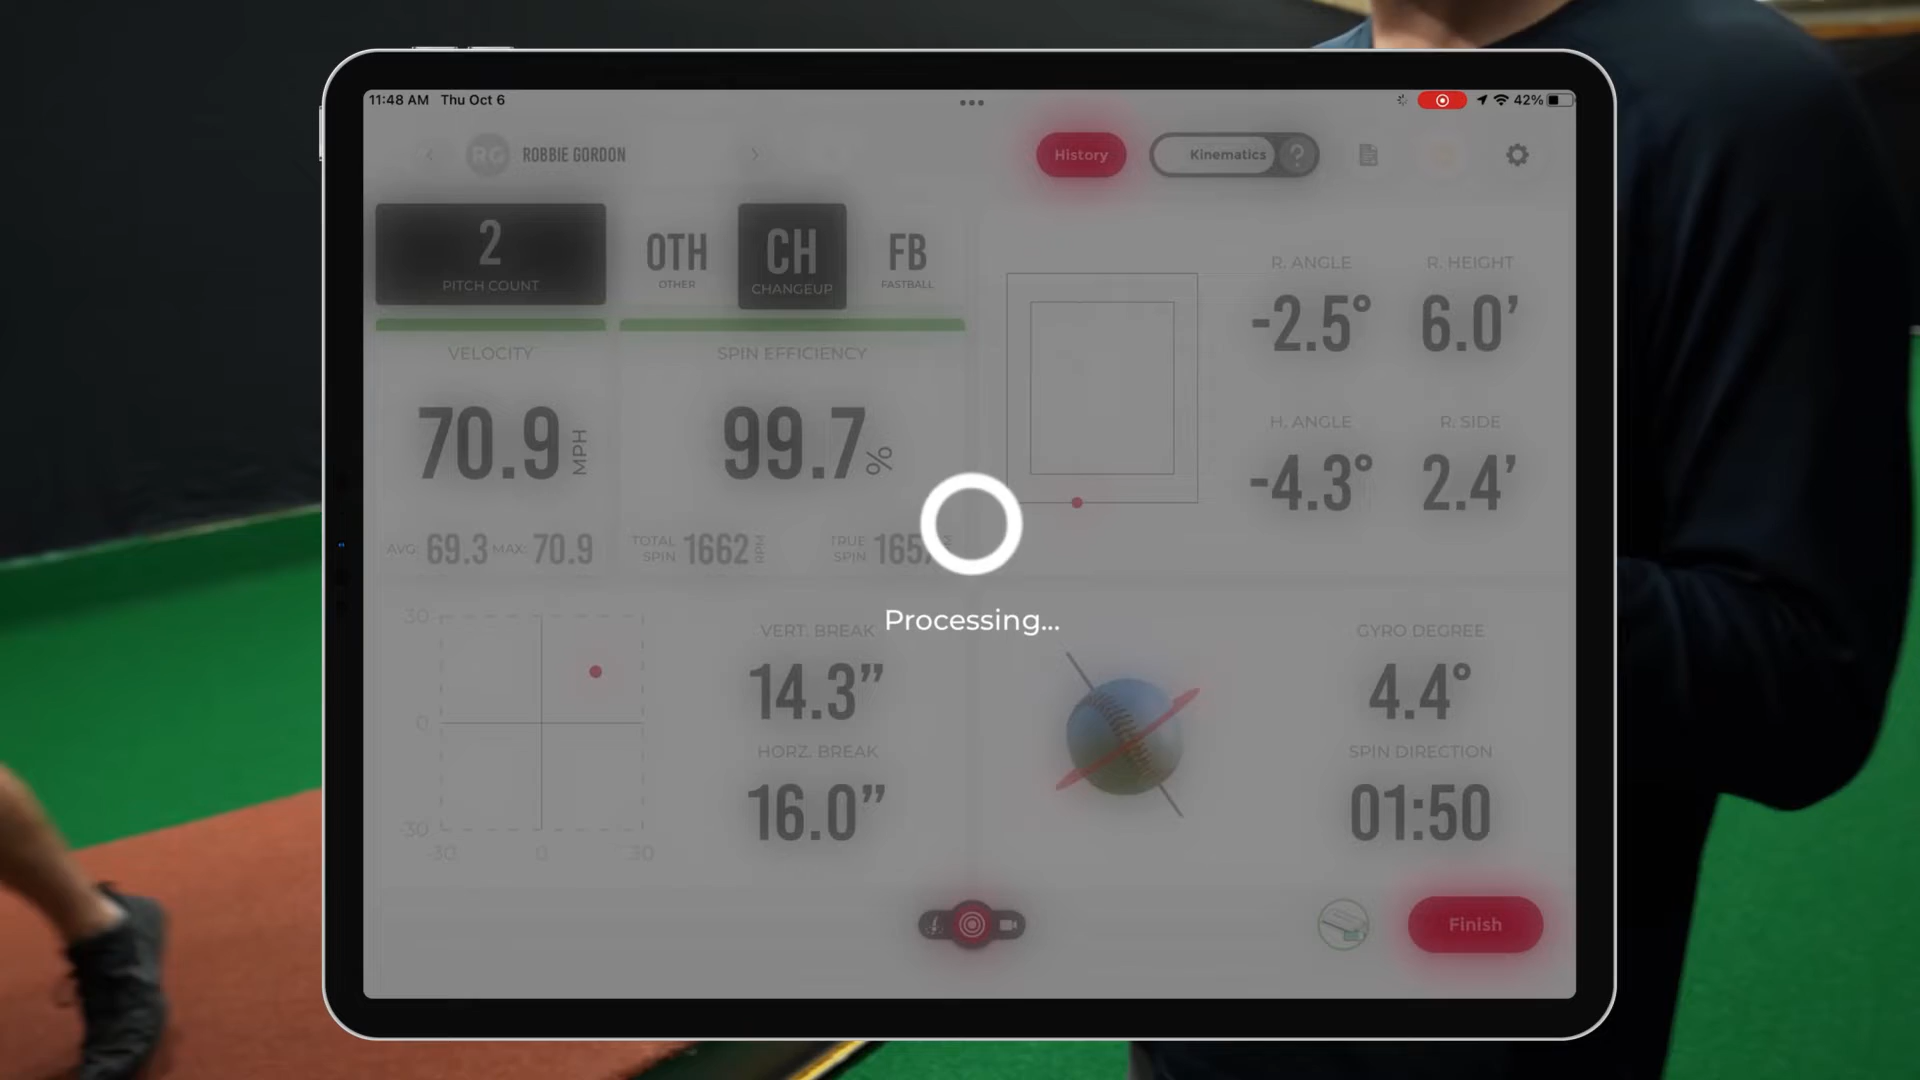 11:48 AM Thu Oct 6
42%
RG ROBBIE GORDON
History
Kinematics ?
2
PITCH COUNT
OTH
OTHER
CH
CHANGEUP
FB
FASTBALL
R. ANGLE
-2.5°
R. HEIGHT
6.0’
VELOCITY
70.9 MPH
AVG: 69.3 MAX: 70.9
SPIN EFFICIENCY
99.7%
TOTAL SPIN 1662 RPM
TRUE SPIN
H. ANGLE
-4.3°
R. SIDE
2.4’
Processing...
30
0
-30
-30 0 30
VERT. BREAK
14.3”
HORZ. BREAK
16.0”
GYRO DEGREE
4.4°
SPIN DIRECTION
01:50
Finish